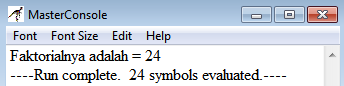 MasterConsole
Font Font Size Edit Help
Faktorialnya adalah = 24
----Run complete. 24 symbols evaluated.----